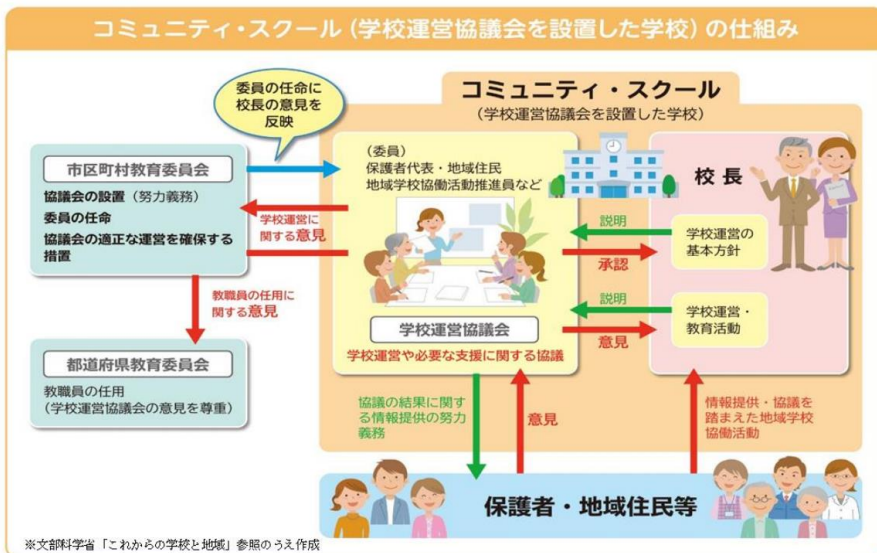 コミュニティ・スクール(学校運営協議会を設置した学校)の仕組み
委員の任命に
校長の意見を
反映
コミュニティ・スクール
(学校運営協議会を設置した学校)
市区町村教育委員会
協議会の設置(努力義務)
委員の任命
協議会の適正な運営を確保する
措置
(委員)
保護者代表・地域住民
地域学校協働活動推進員など
校長
学校運営に
関する意見
説明
承認
学校運営の
基本方針
説明
意見
学校運営・
教育活動
教職員の任用に
関する意見
学校運営協議会
学校運営や必要な支援に関する協議
都道府県教育委員会
教職員の任用
(学校運営協議会の意見を尊重)
協議の結果に関す
る情報提供の努力
義務
意見
情報提供・協議を
踏まえた地域学校
協働活動
保護者・地域住民等
※文部科学省「これからの学校と地域」参照のうえ作成